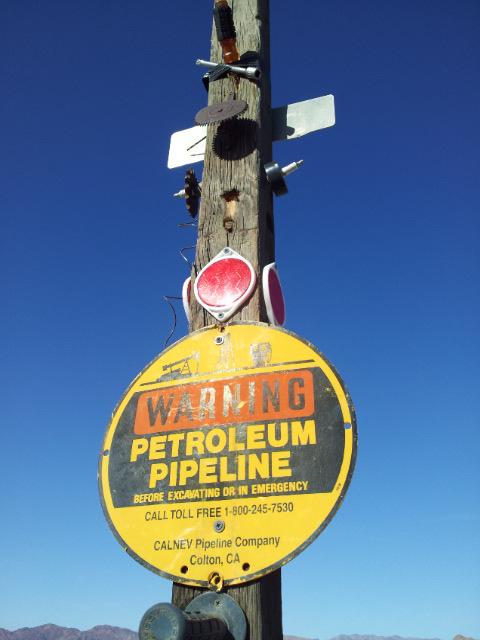 WARNING
PETROLEUM
PIPELINE
BEFORE EXCAVATING OR IN EMERGENCY
CALL TOLL FREE 1-800-245-7530
CALNEV Pipeline Company
Colton, CA